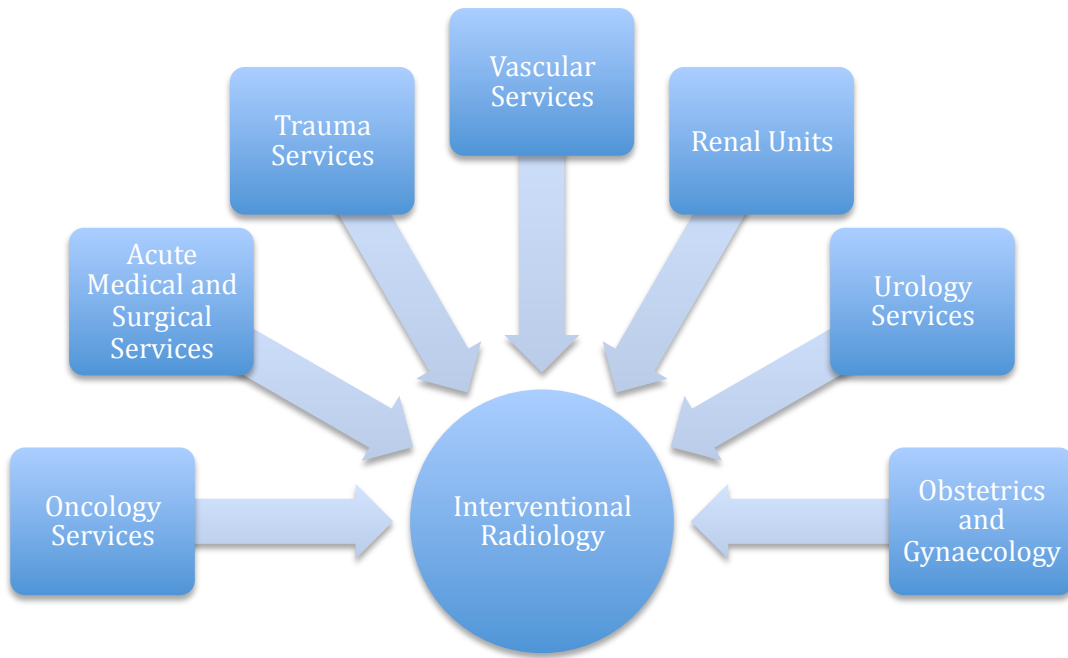 Vascular
Services
Trauma
Services
Renal Units
Acute
Medical and
Surgical
Services
Urology
Services
Oncology
Services
Interventional
Radiology
Obstetrics
and
Gynaecology